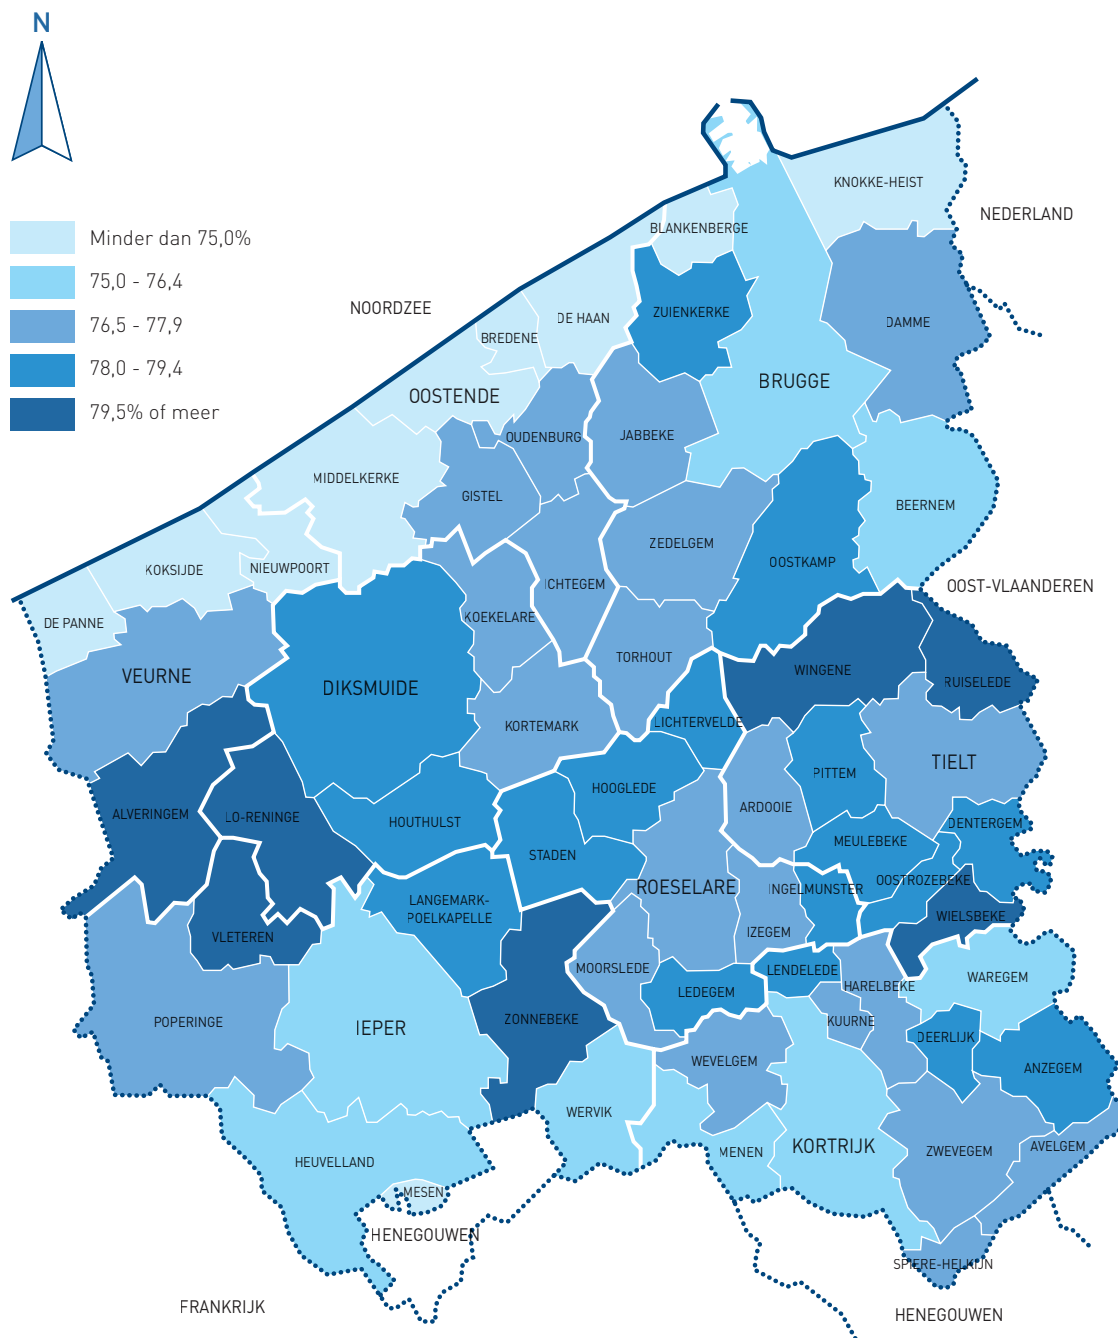 N
Minder dan 75,0%
75,0 - 76,4
76,5 - 77,9
78,0 - 79,4
79,5% of meer
KNOKKE-HEIST
NEDERLAND
BLANKENBERGE
NOORDZEE
ZUIENKERKE
DE HAAN
DAMME
BREDENE
BRUGGE
OOSTENDE
OUDENBURG
JABBEKE
MIDDELKERKE
GISTEL
BEERNEM
ZEDELGEM
OOSTKAMP
KOKSIJDE
NIEUWPOORT
ICHTEGEM
OOST-VLAANDEREN
DE PANNE
KOEKELARE
TORHOUT
VEURNE
WINGENE
RUISELEDE
DIKSMUIDE
KORTEMARK
LICHTERVELDE
TIELT
PITTEM
HOOGLEDE
ARDOOIE
ALVERINGEM
LO-RENINGE
HOUTHULST
DENTERGEM
MEULEBEKE
STADEN
ROESELARE
INGELMUNSTER
OOSTROZEBEKE
LANGEMARK-
POELKAPELLE
WIELSBEKE
VLETEREN
IZEGEM
MOORSLEDE
LENDELEDE
WAREGEM
HARELBEKE
LEDEGEM
POPERINGE
IEPER
ZONNEBEKE
KUURNE
DEERLIJK
WEVELGEM
ANZEGEM
WERVIK
KORTRIJK
AVELGEM
MENEN
ZWEVEGEM
HEUVELLAND
MESEN
HENEGOUWEN
SPIERE-HELKIJN
FRANKRIJK
HENEGOUWEN